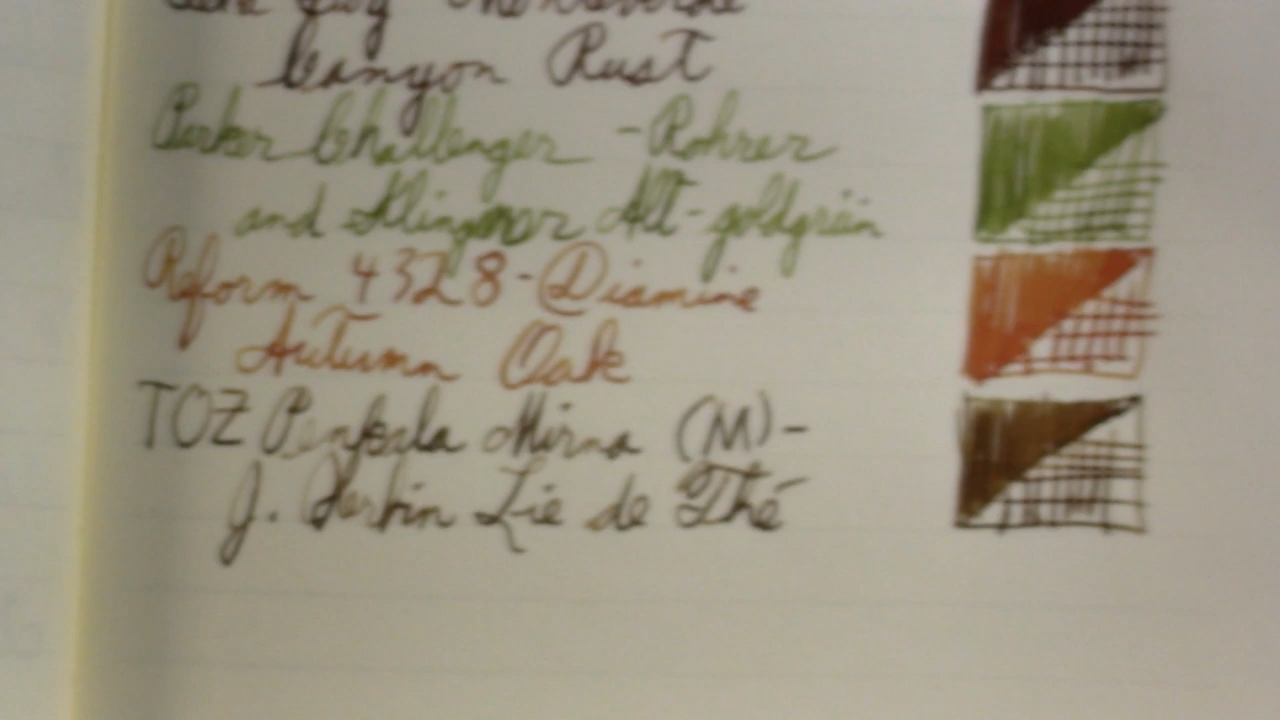 Canyon Rust
Parker Challenger - Rohrer
and Klingner Alt-goldgrün
Reform 4328 - Diamine
Autumn Oak
TOZ Penkala Mirna (M) -
J. Herbin Lie de Thé